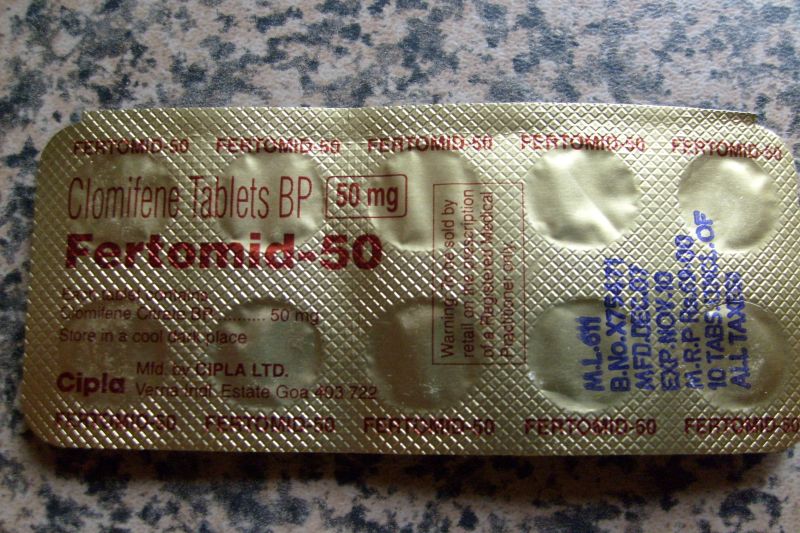 FERTOMID-50 FERTOMID-50 FERTOMID-50 FERTOMID-50 FERTOMID-50
Clomifene Tablets BP 50 mg
Fertomid-50
Each tablet contains
Clomifene Citrate BP .......... 50 mg
Store in a cool dark place
Cipla
Mfd. by CIPLA LTD.
Verna Indl. Estate Goa 403 722
Warning: To be sold by
retail on the prescription
of a Registered Medical
Practitioner only.
M.L.611
B.No.X75471
MFD.DEC.07
EXP.NOV.10
M.R.P Rs.69.00
10 TABS.INCL.OF
ALL TAXES
FERTOMID-50 FERTOMID-50 FERTOMID-50 FERTOMID-50 FERTOMID-50